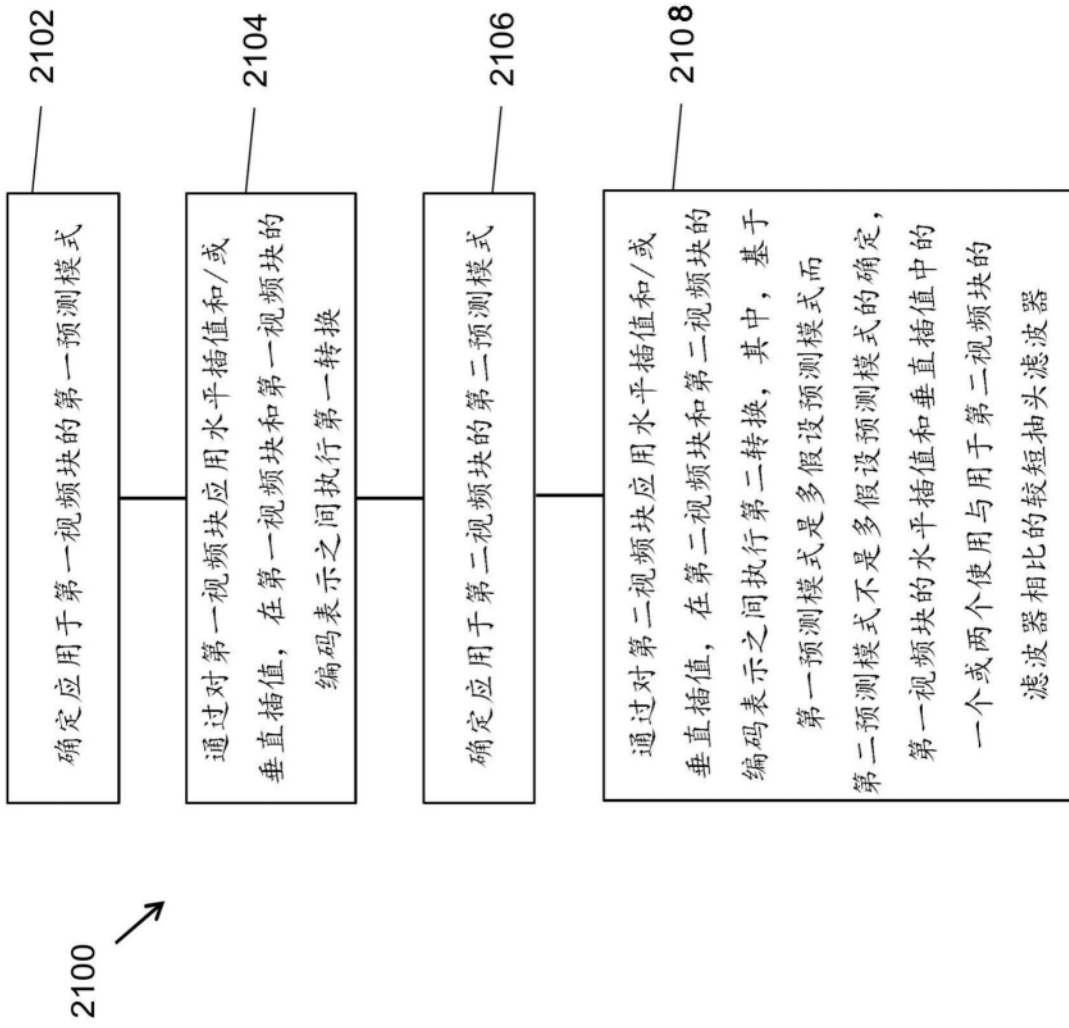 2100
2102
确定应用于第一视频块的第一预测模式
2104
通过对第一视频块应用水平插值和/或
垂直插值，在第一视频块和第一视频块的
编码表示之间执行第一转换
2106
确定应用于第二视频块的第二预测模式
2108
通过对第二视频块应用水平插值和/或
垂直插值，在第二视频块和第二视频块的
编码表示之间执行第二转换，其中，基于
第一预测模式是多假设预测模式而
第二预测模式不是多假设预测模式的确定，
第一视频块的水平插值和垂直插值中的
一个或两个使用与用于第二视频块的
滤波器相比的较短抽头滤波器